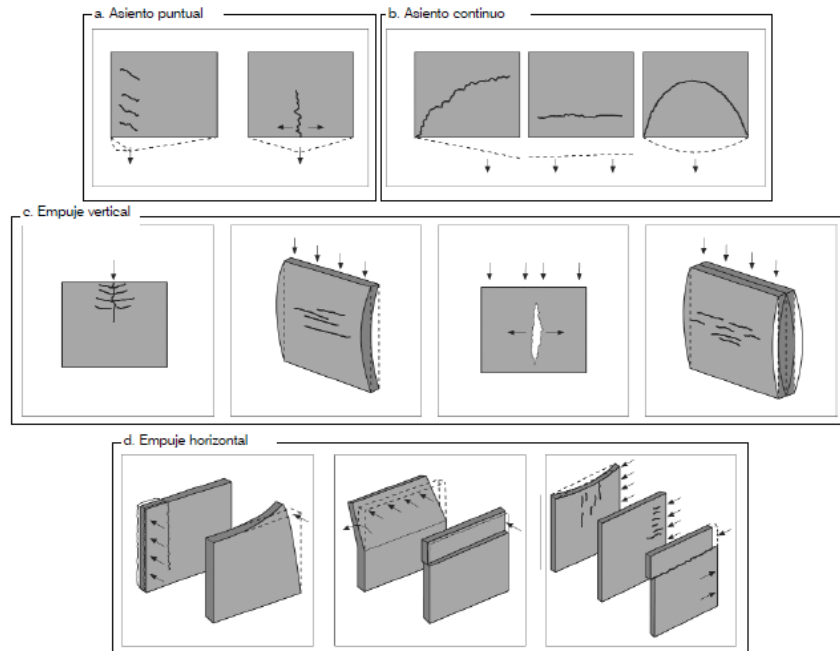 a. Asiento puntual
b. Asiento continuo
c. Empuje vertical
d. Empuje horizontal